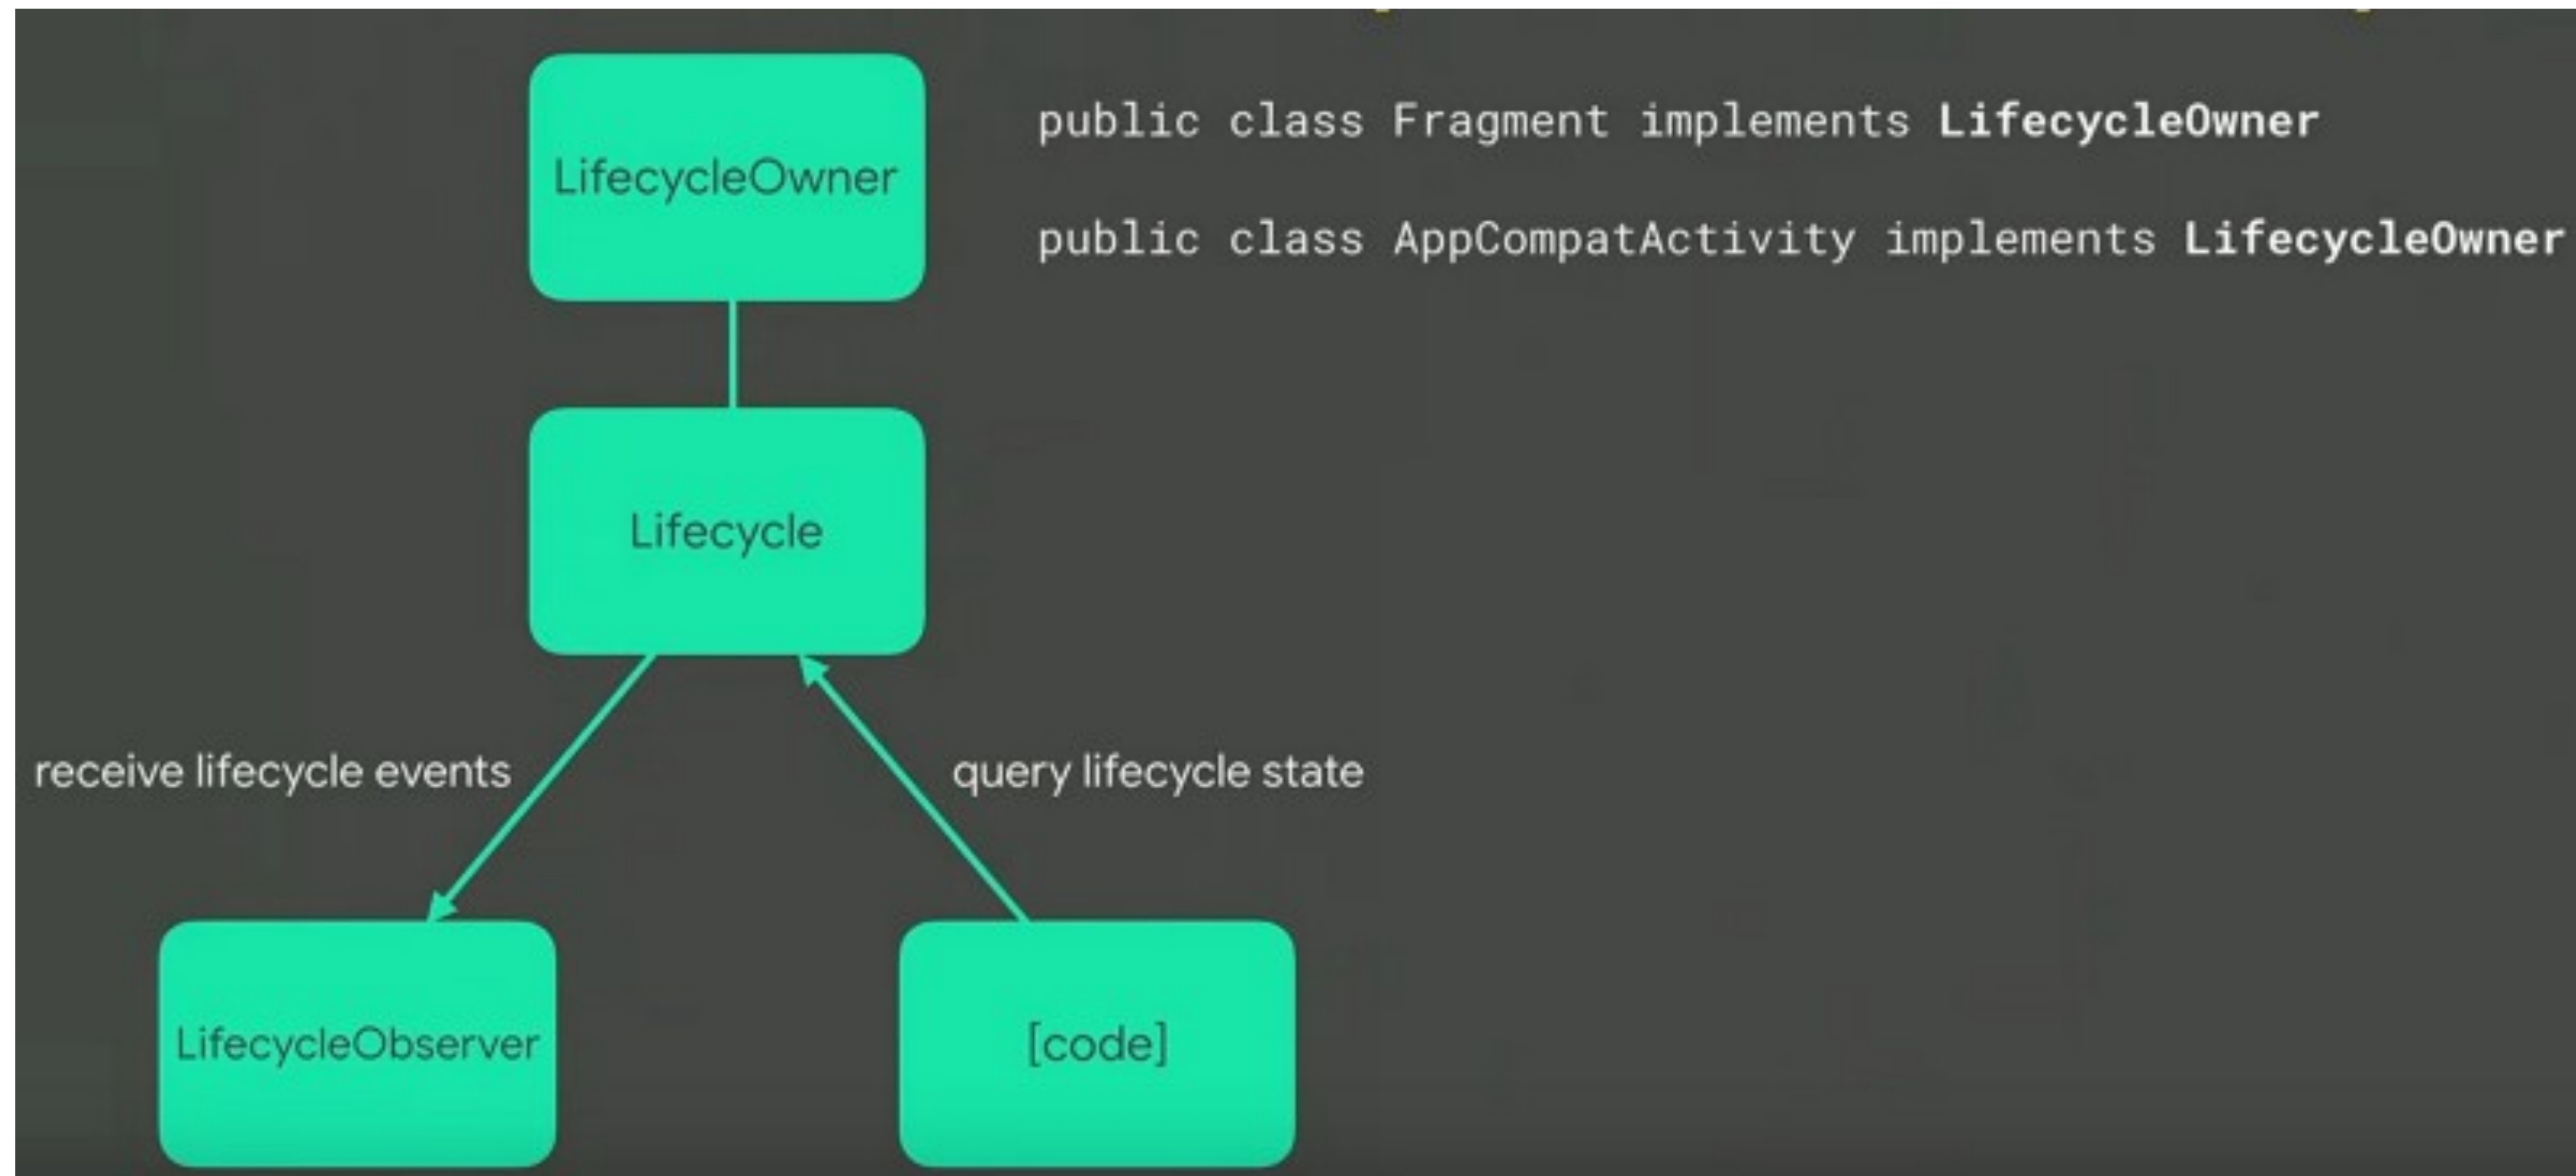 LifecycleOwner
public class Fragment implements LifecycleOwner
public class AppCompatActivity implements LifecycleOwner
Lifecycle
receive lifecycle events
query lifecycle state
LifecycleObserver
[code]